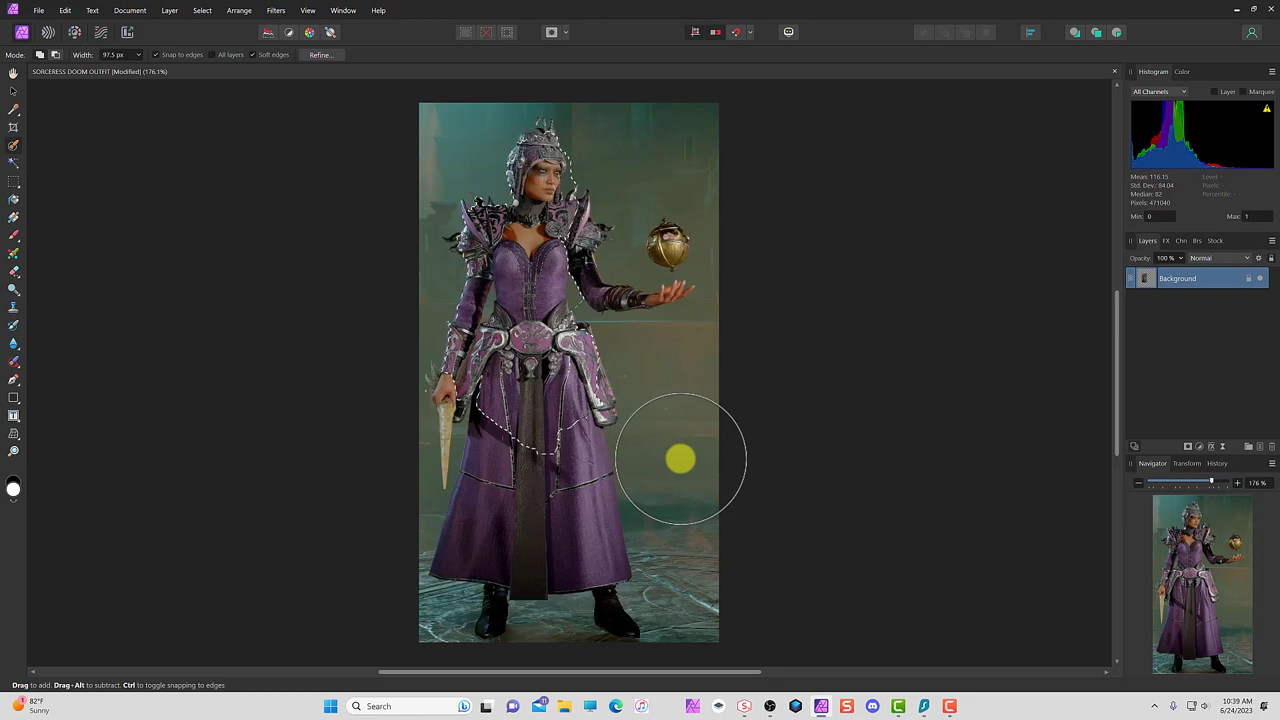 File Edit Text Document Layer Select Arrange Filters View Window Help
Mode: Width: 97.5 px Snap to edges All layers Soft edges Refine...
SORCERESS DOOM OUTFIT [Modified] (176.1%)
Histogram Color
All Channels Layer Marquee
Mean: 116.15 Level: -
Std. Dev.: 84.04 Pixels: -
Median: 82 Percentile: -
Pixels: 471040
Min: 0 Max: 1
Layers FX Chn Brs Stock
Opacity: 100 % Normal
Background
Navigator Transform History
176 %
Drag to add. Drag+Alt to subtract. Ctrl to toggle snapping to edges
82°F
Sunny
Search
10:39 AM
6/24/2023